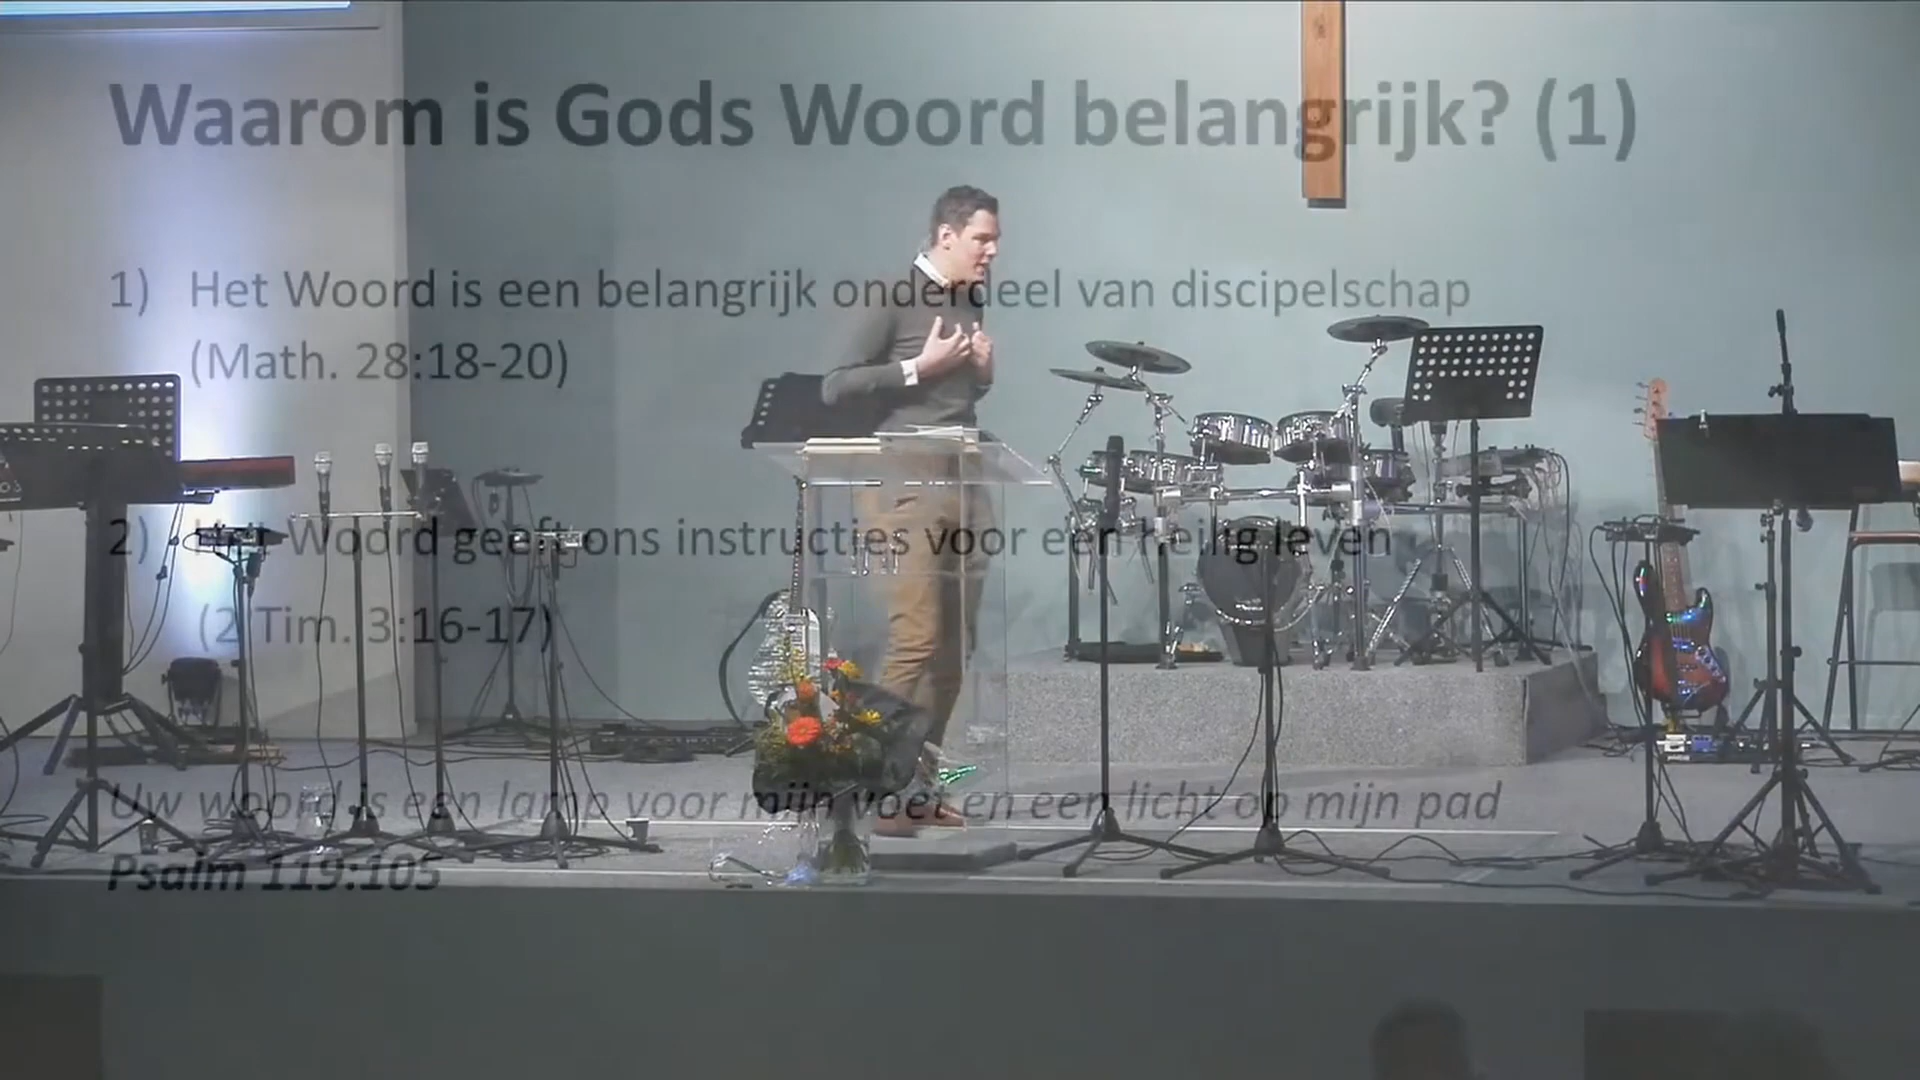 Waarom is Gods Woord belangrijk? (1)
1) Het Woord is een belangrijk onderdeel van discipelschap
(Math. 28:18-20)
2) Het Woord geeft ons instructies voor een heilig leven
(2 Tim. 3:16-17)
Uw woord is een lamp voor mijn voet en een licht op mijn pad
Psalm 119:105